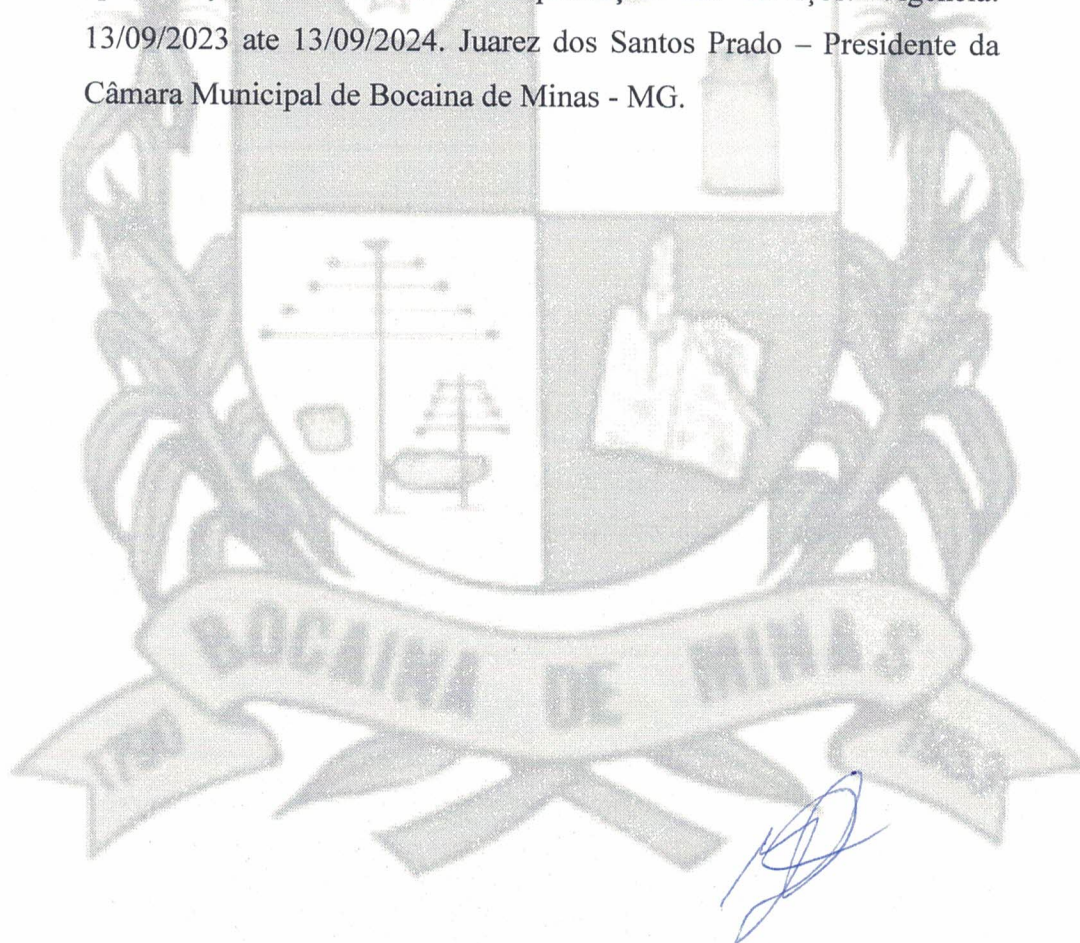 13/09/2023 ate 13/09/2024. Juarez dos Santos Prado – Presidente da
Câmara Municipal de Bocaina de Minas - MG.
BOCAINA DE MINAS